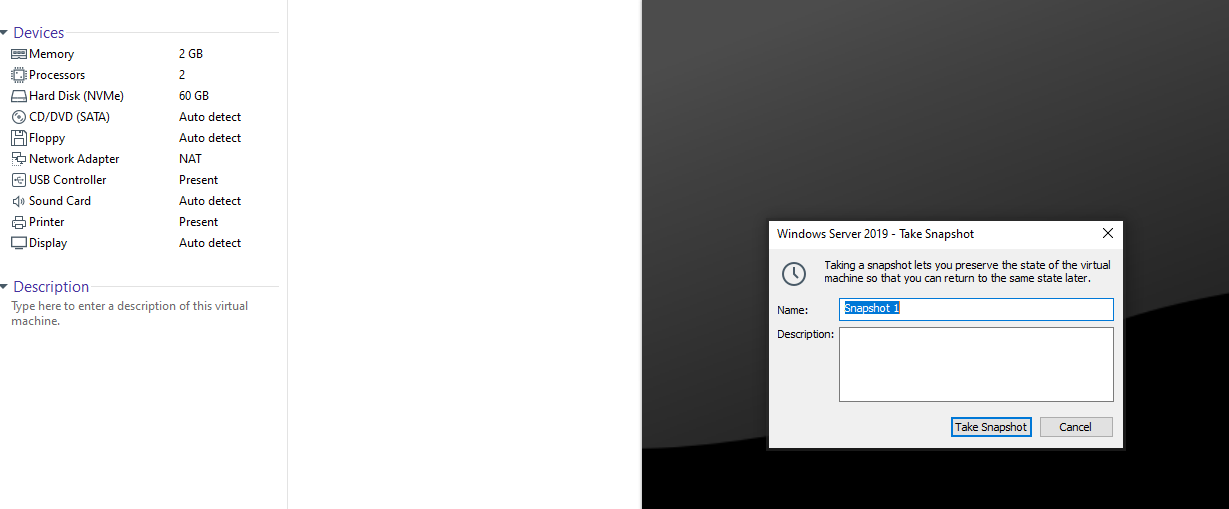 Devices
Memory 2 GB
Processors 2
Hard Disk (NVMe) 60 GB
CD/DVD (SATA) Auto detect
Floppy Auto detect
Network Adapter NAT
USB Controller Present
Sound Card Auto detect
Printer Present
Display Auto detect
Description
Type here to enter a description of this virtual
machine.
Windows Server 2019 - Take Snapshot
Taking a snapshot lets you preserve the state of the virtual
machine so that you can return to the same state later.
Name: Snapshot 1
Description:
Take Snapshot Cancel